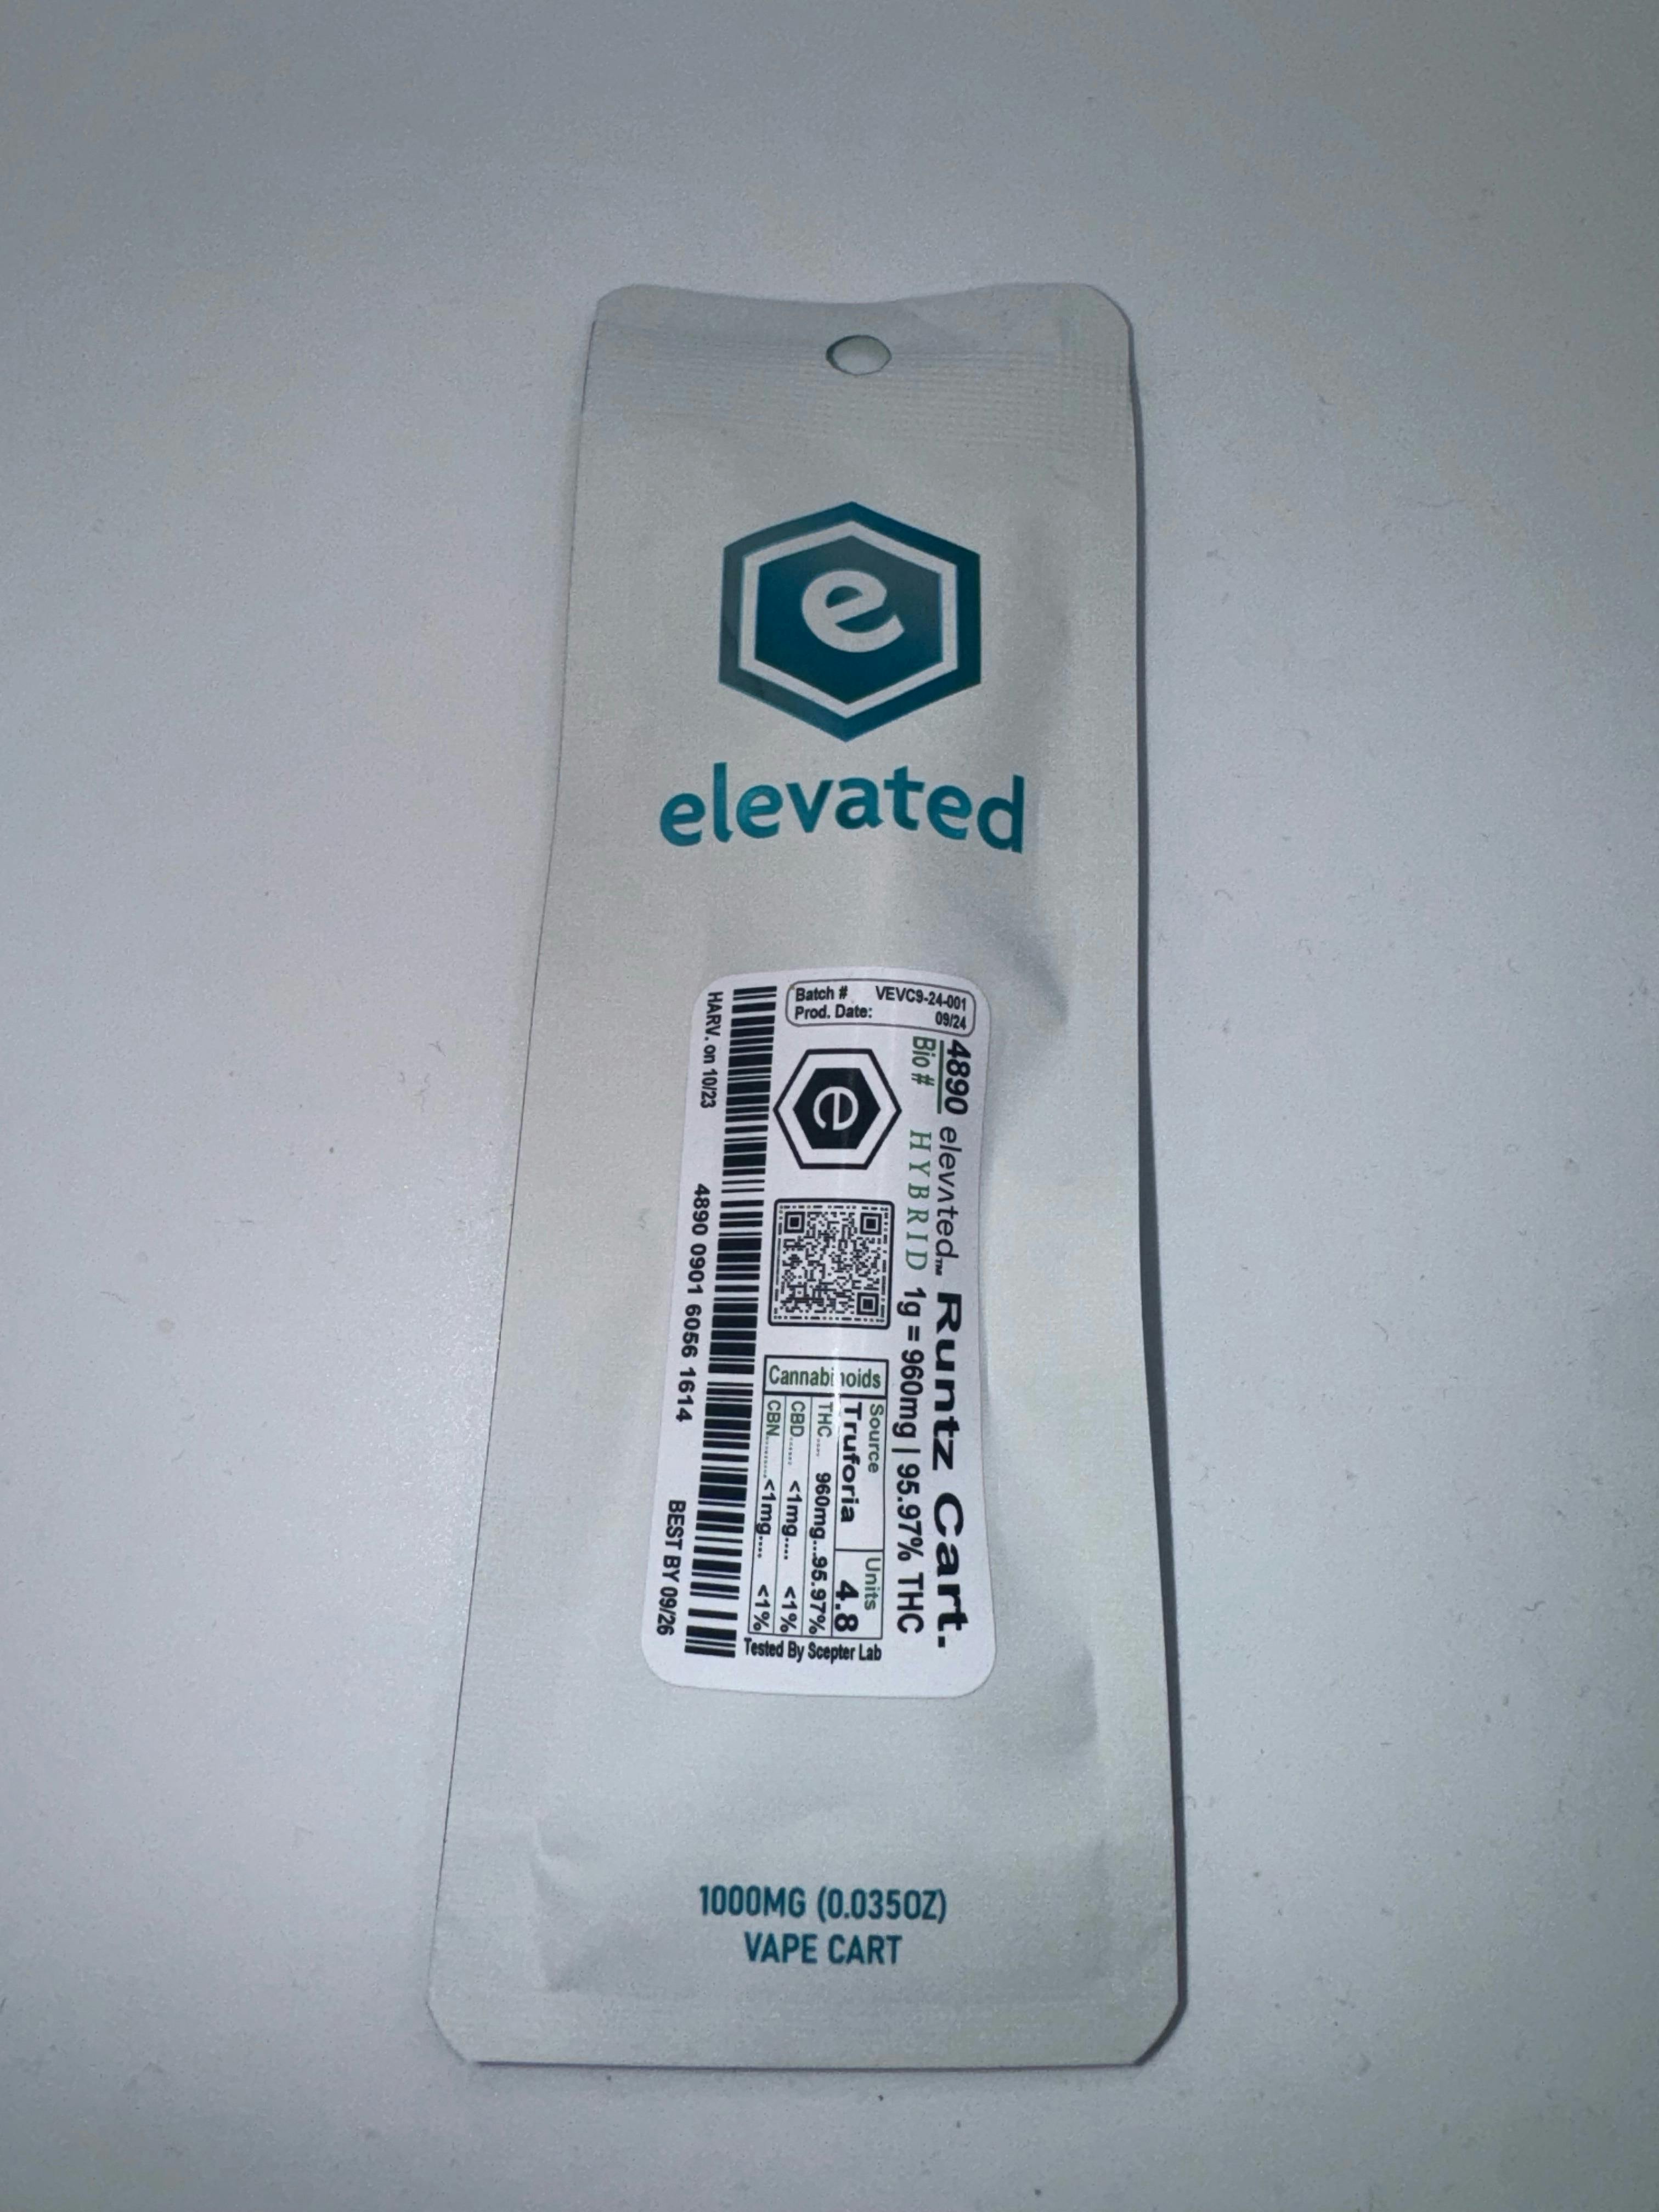 e
elevated
Batch # VEVC9-24-001
Prod. Date: 09/24
4890 elevʌted™ Runtz Cart.
Bio # HYBRID 1g = 960mg | 95.97% THC
e
Cannabinoids
Source Units
Truforia 4.8
THC.... 960mg...95.97%
CBD...... <1mg.... <1%
CBN......... <1mg.... <1%
Tested By Scepter Lab
HARV. on 10/23 4890 0901 6056 1614 BEST BY 09/26
1000MG (0.035OZ)
VAPE CART